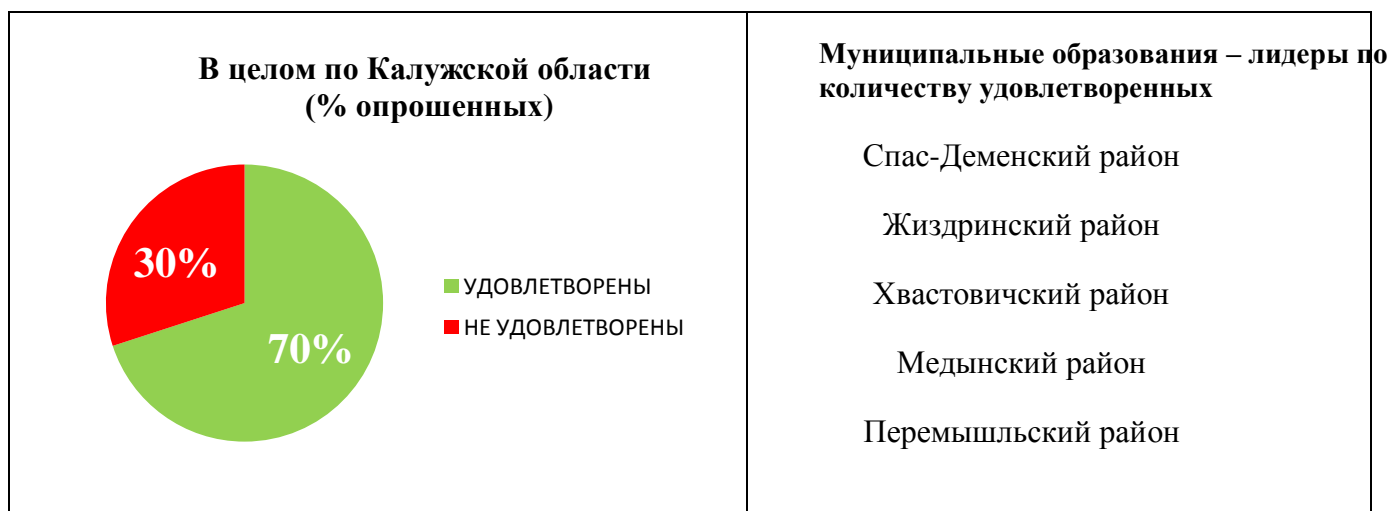 В целом по Калужской области
(% опрошенных)
30%
70%
УДОВЛЕТВОРЕНЫ
НЕ УДОВЛЕТВОРЕНЫ
Муниципальные образования – лидеры по
количеству удовлетворенных
Спас-Деменский район
Жиздринский район
Хвастовичский район
Медынский район
Перемышльский район